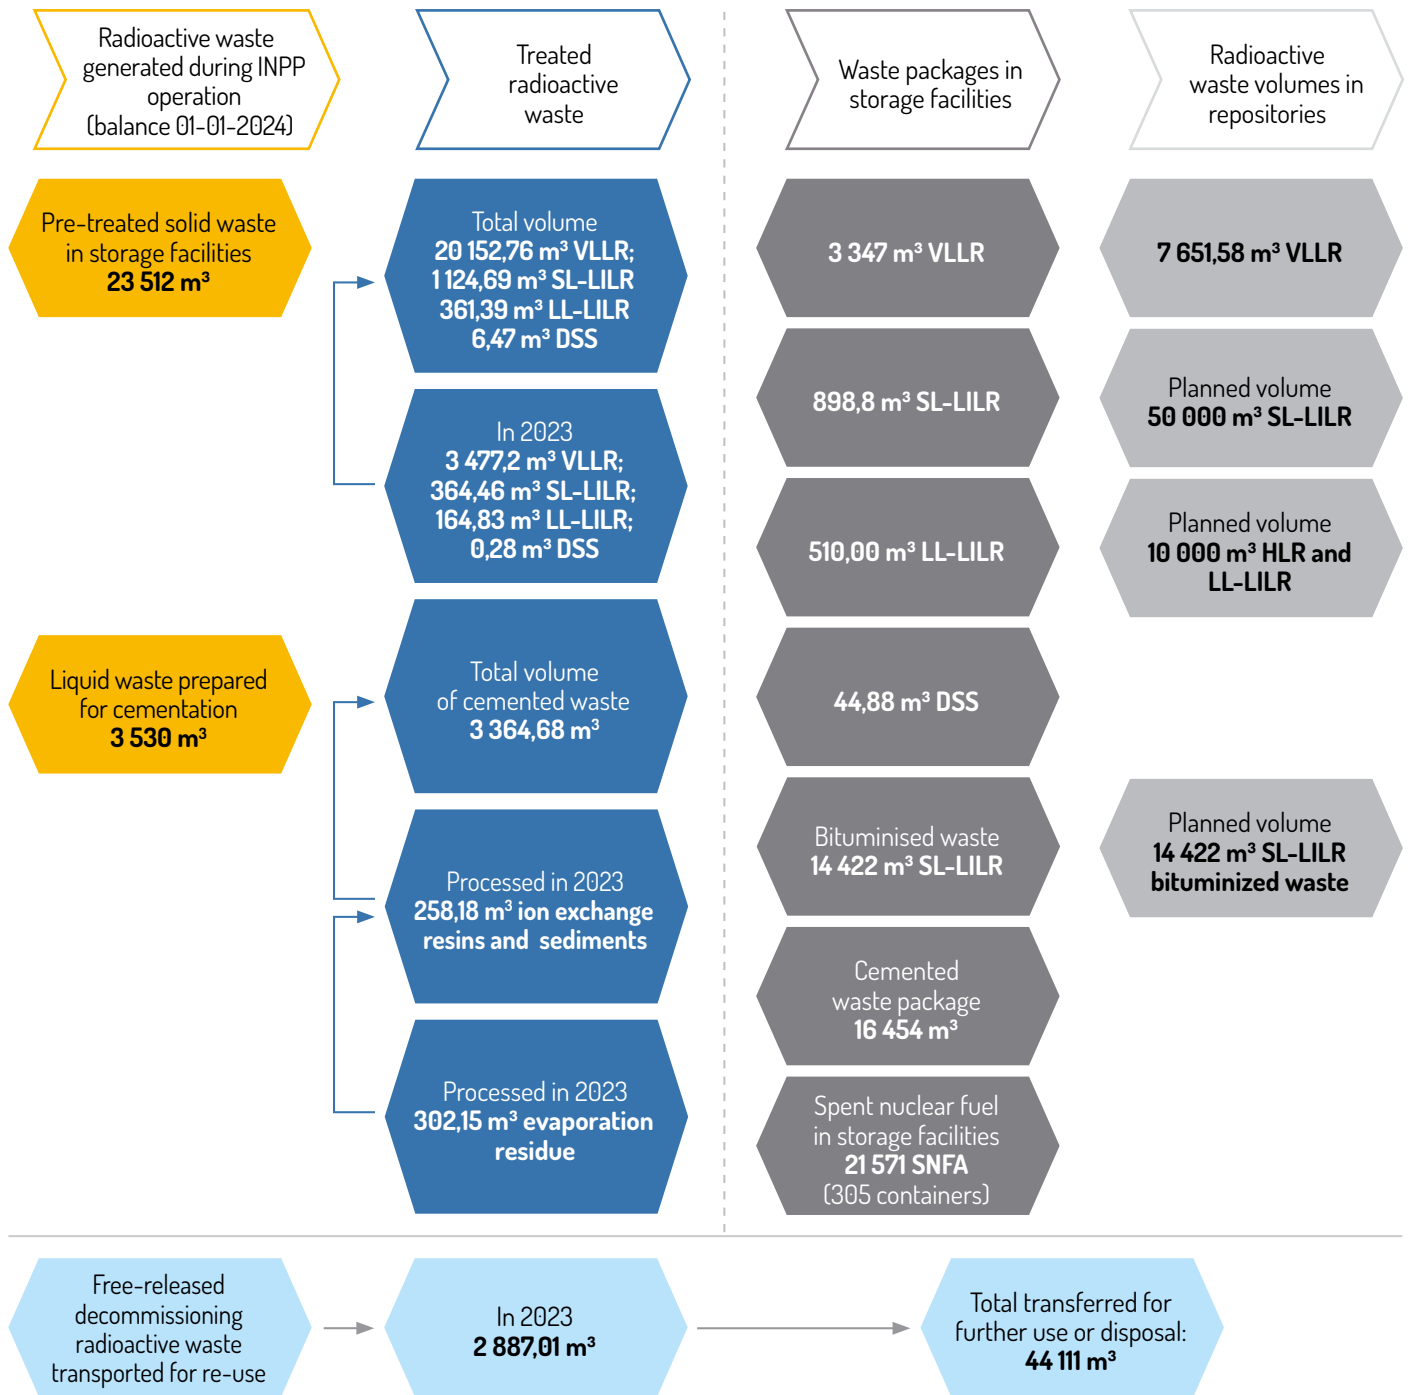 Radioactive waste
generated during INPP
operation
(balance 01-01-2024)
Treated
radioactive
waste
Waste packages in
storage facilities
Radioactive
waste volumes in
repositories
Pre-treated solid waste
in storage facilities
23 512 m³
Total volume
20 152,76 m³ VLLR;
1 124,69 m³ SL-LILR
361,39 m³ LL-LILR
6,47 m³ DSS
3 347 m³ VLLR
7 651,58 m³ VLLR
In 2023
3 477,2 m³ VLLR;
364,46 m³ SL-LILR;
164,83 m³ LL-LILR;
0,28 m³ DSS
898,8 m³ SL-LILR
Planned volume
50 000 m³ SL-LILR
510,00 m³ LL-LILR
Planned volume
10 000 m³ HLR and
LL-LILR
Liquid waste prepared
for cementation
3 530 m³
Total volume
of cemented waste
3 364,68 m³
44,88 m³ DSS
Processed in 2023
258,18 m³ ion exchange
resins and sediments
Bituminised waste
14 422 m³ SL-LILR
Planned volume
14 422 m³ SL-LILR
bituminized waste
Cemented
waste package
16 454 m³
Processed in 2023
302,15 m³ evaporation
residue
Spent nuclear fuel
in storage facilities
21 571 SNFA
(305 containers)
Free-released
decommissioning
radioactive waste
transported for re-use
In 2023
2 887,01 m³
Total transferred for
further use or disposal:
44 111 m³